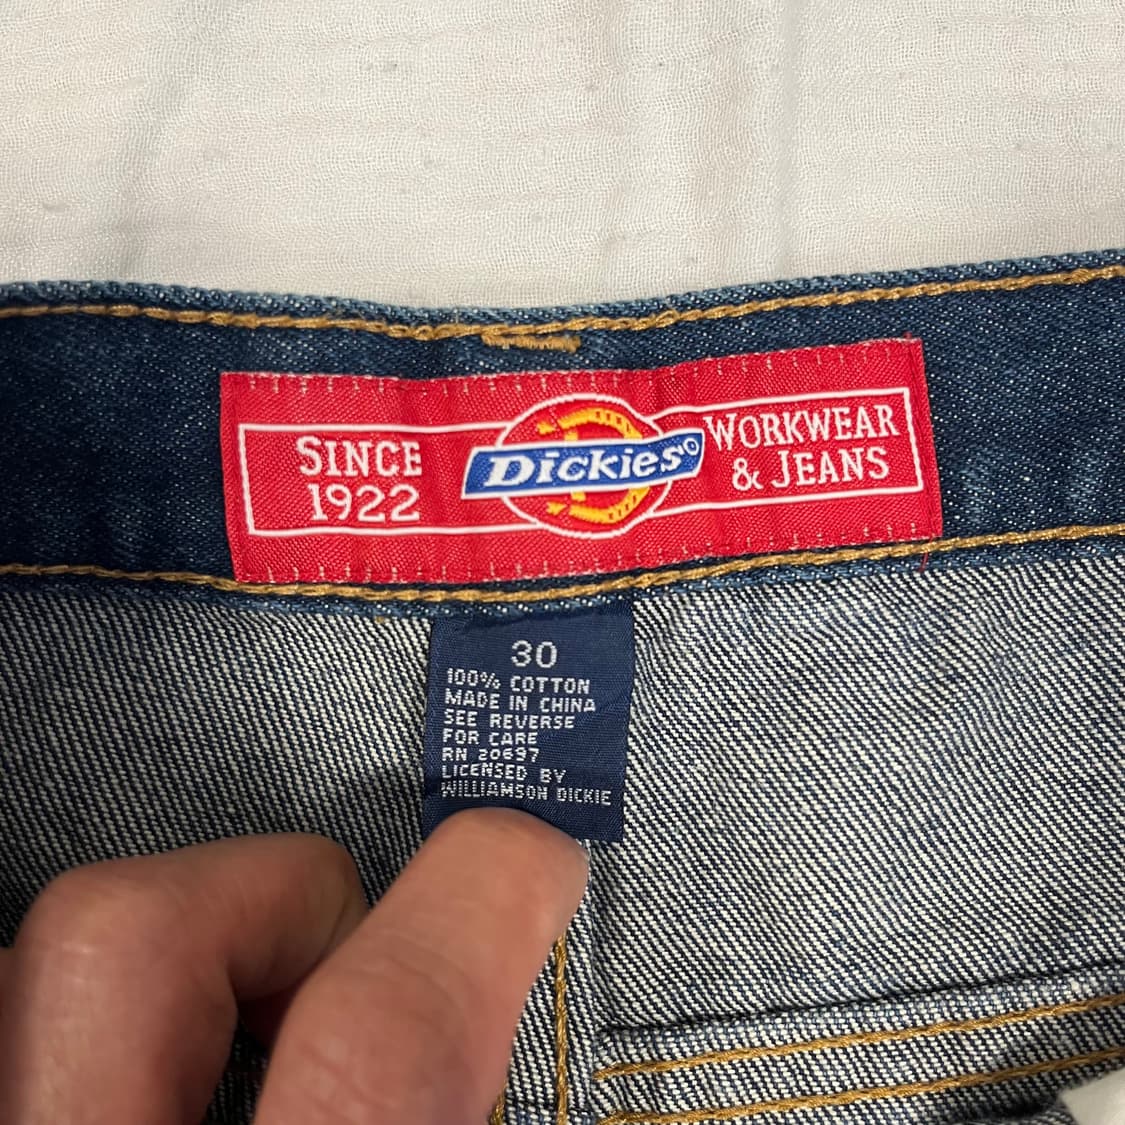 SINCE
1922
Dickies®
WORKWEAR
& JEANS
30
100% COTTON
MADE IN CHINA
SEE REVERSE
FOR CARE
RN 20697
LICENSED BY
WILLIAMSON DICKIE